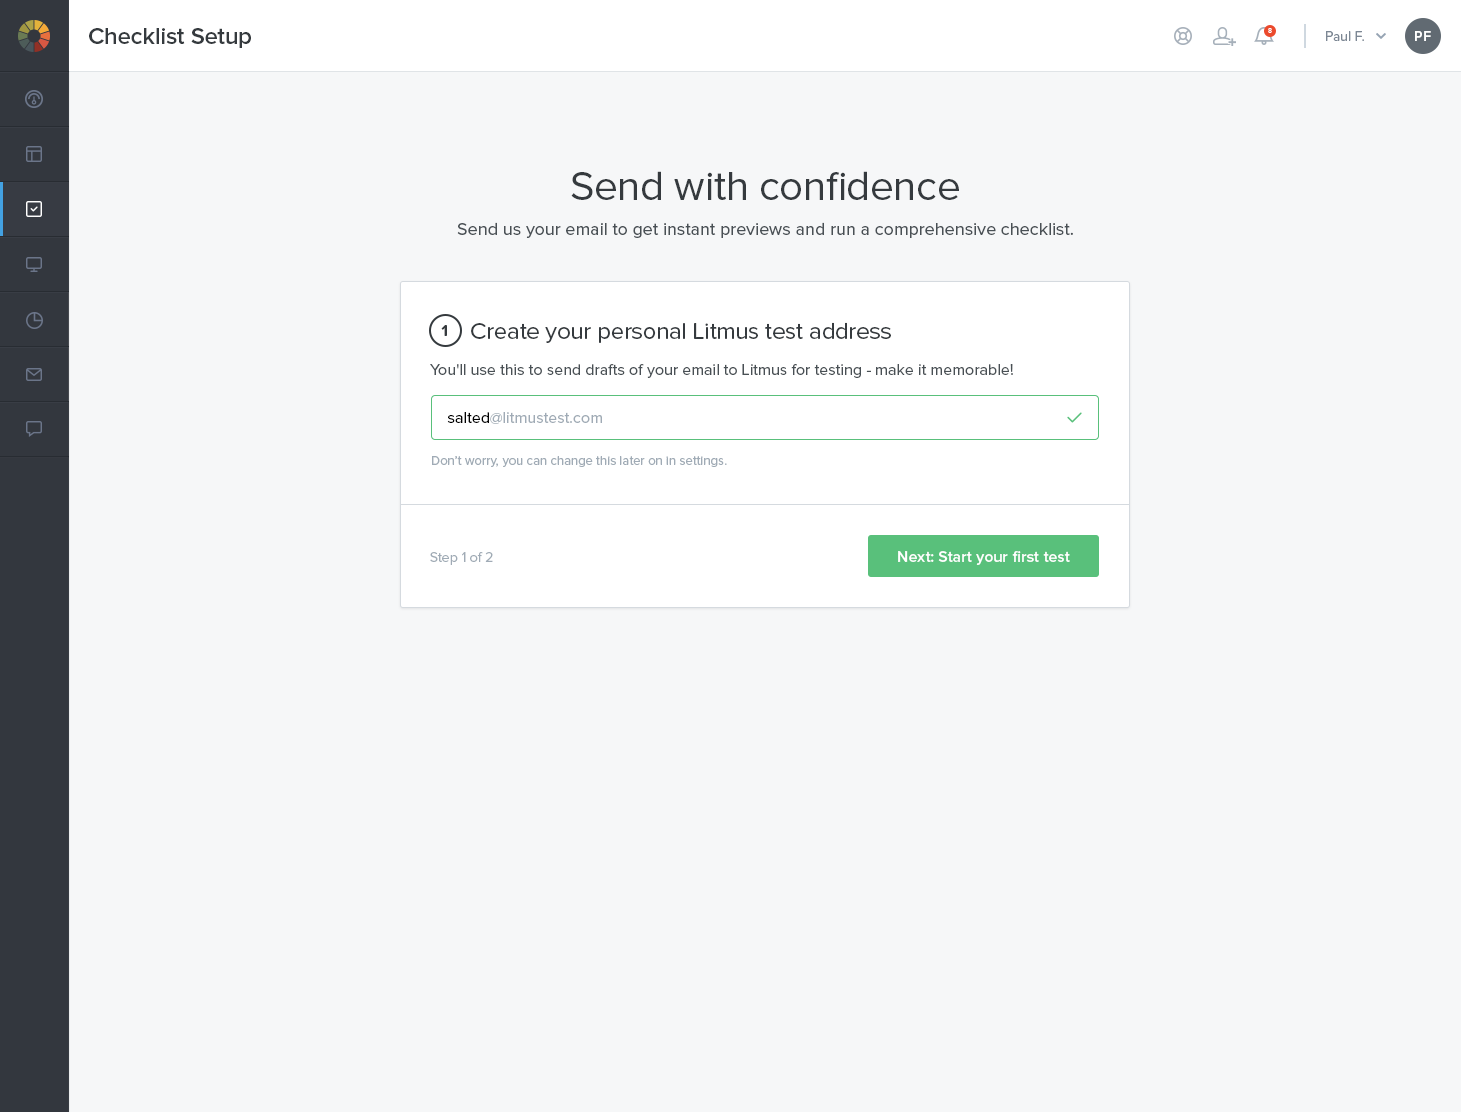 Checklist Setup
8
Paul F.
PF
Send with confidence
Send us your email to get instant previews and run a comprehensive checklist.
1 Create your personal Litmus test address
You'll use this to send drafts of your email to Litmus for testing - make it memorable!
salted@litmustest.com
Don't worry, you can change this later on in settings.
Step 1 of 2
Next: Start your first test